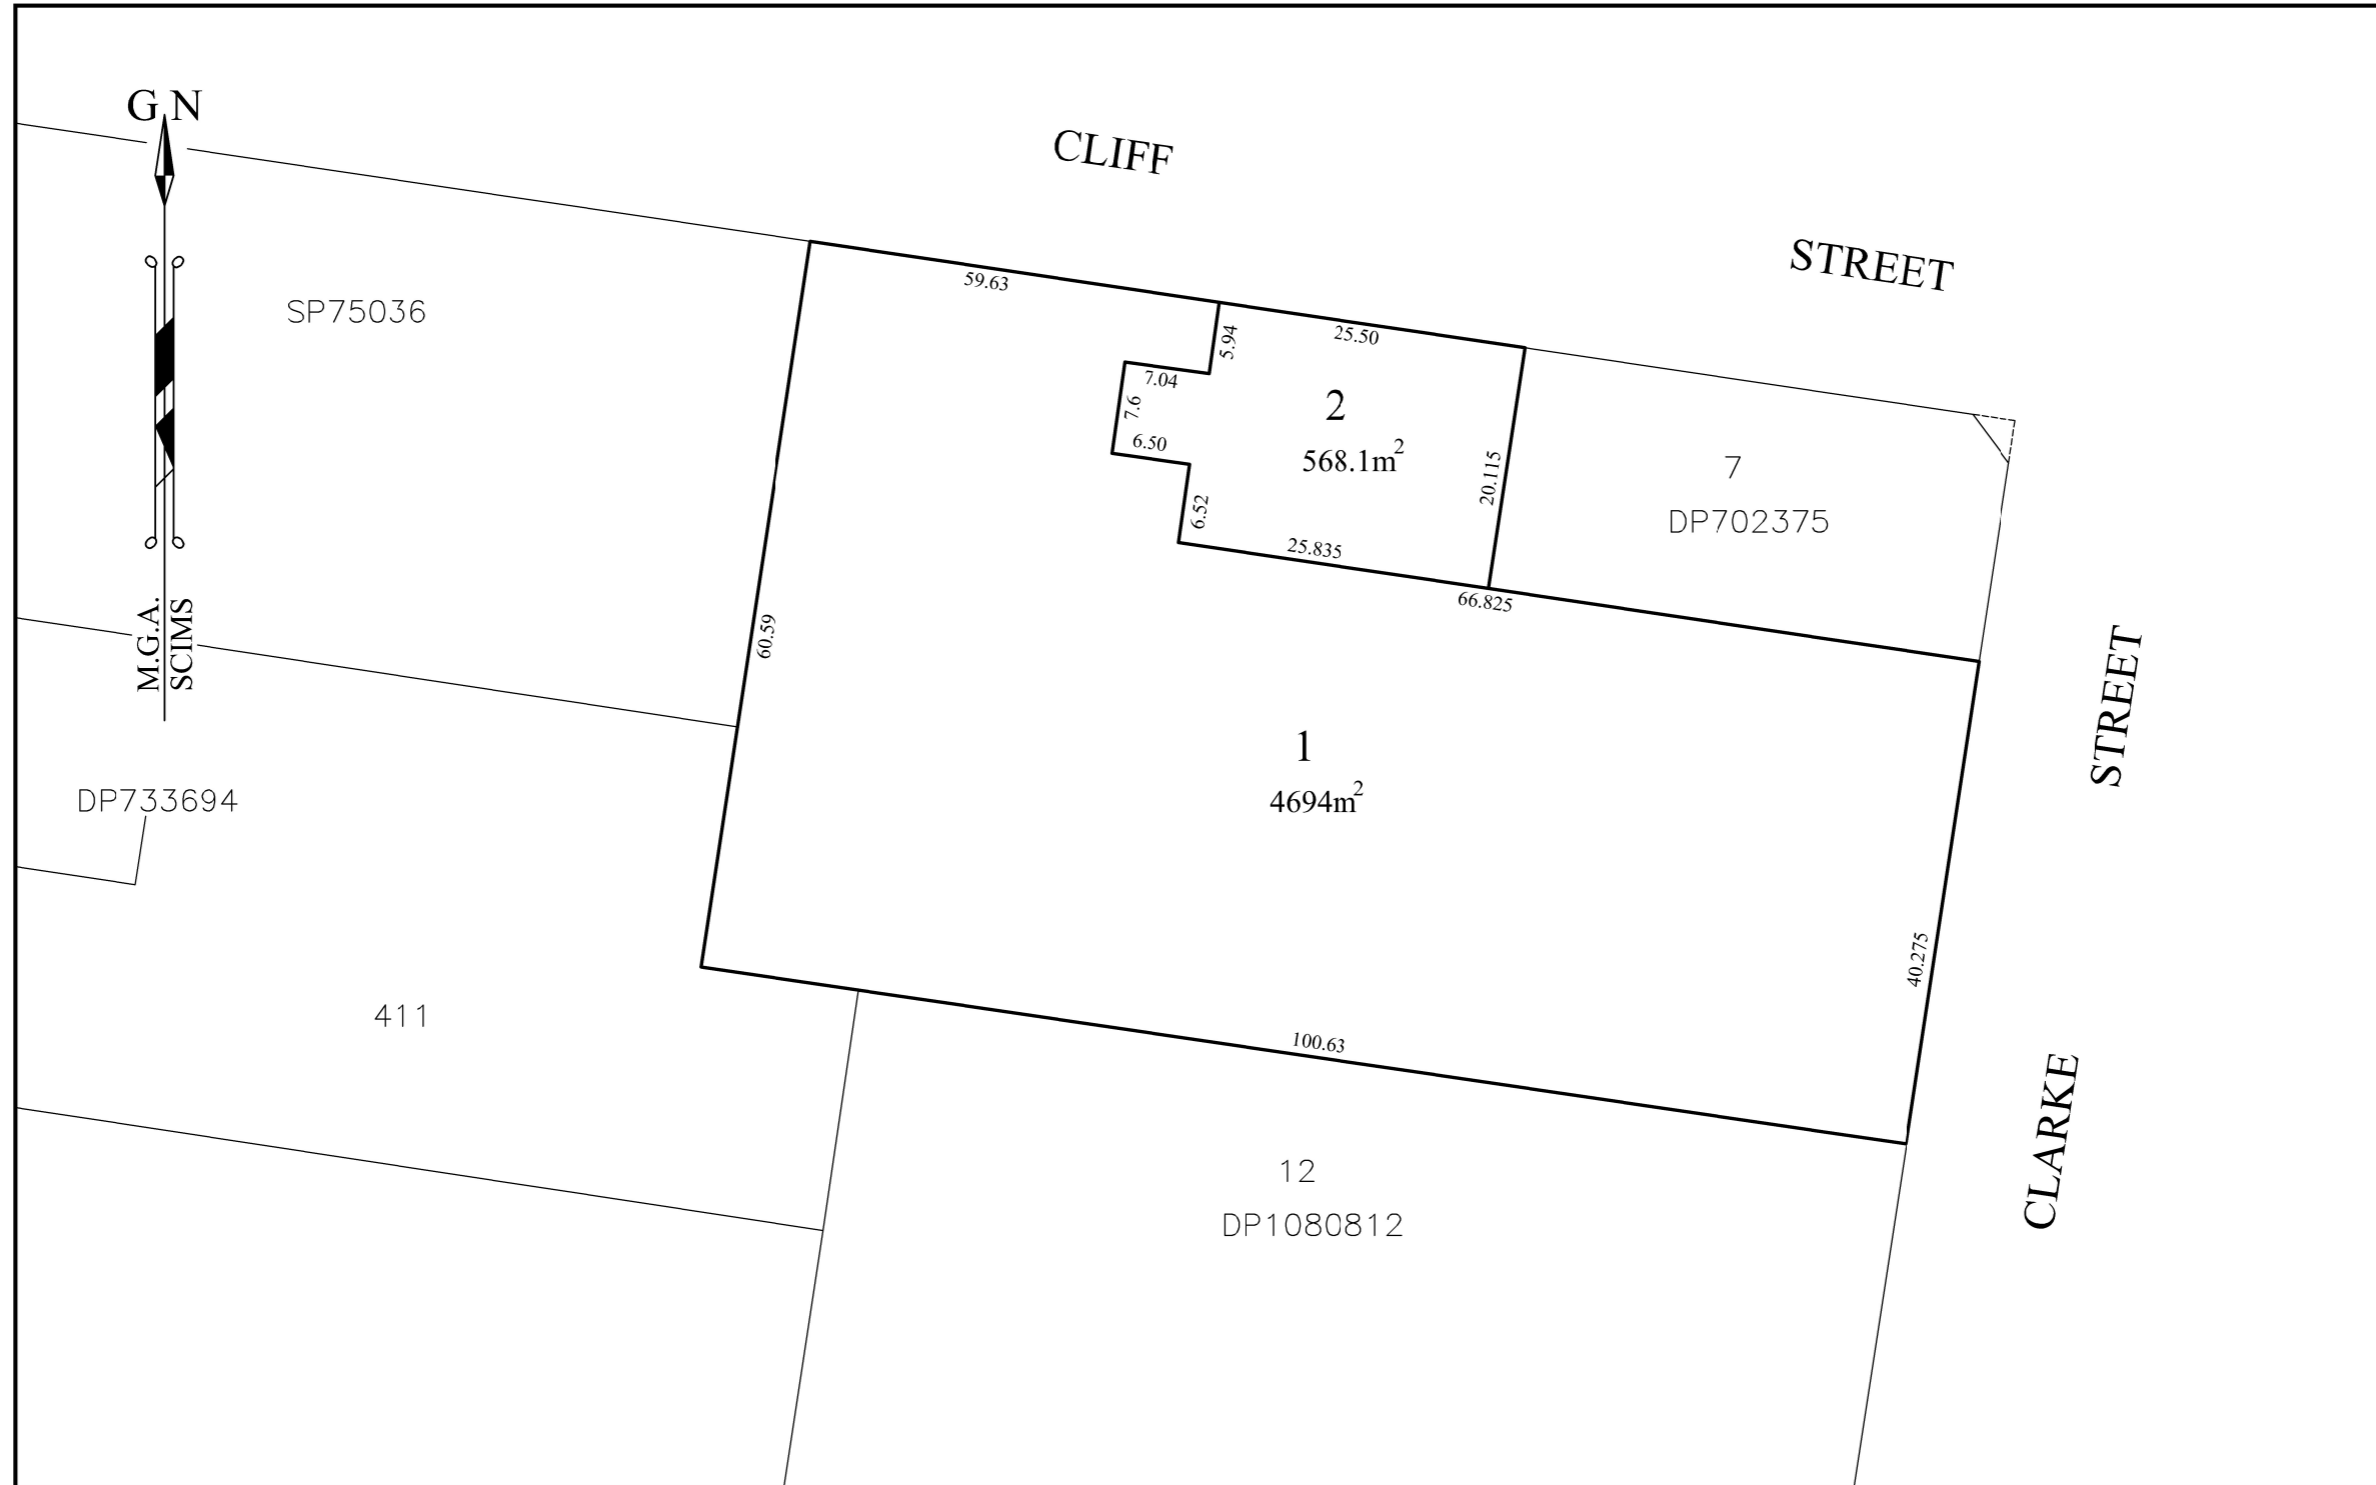 G N
CLIFF
STREET
SP75036
59.63
25.50
5.94
7.04
7.6
6.50
6.52
2
568.1m²
20.115
25.835
66.825
7
DP702375
M.G.A.
SCIMS
60.59
1
4694m²
STREET
DP733694
40.275
411
100.63
CLARKE
12
DP1080812